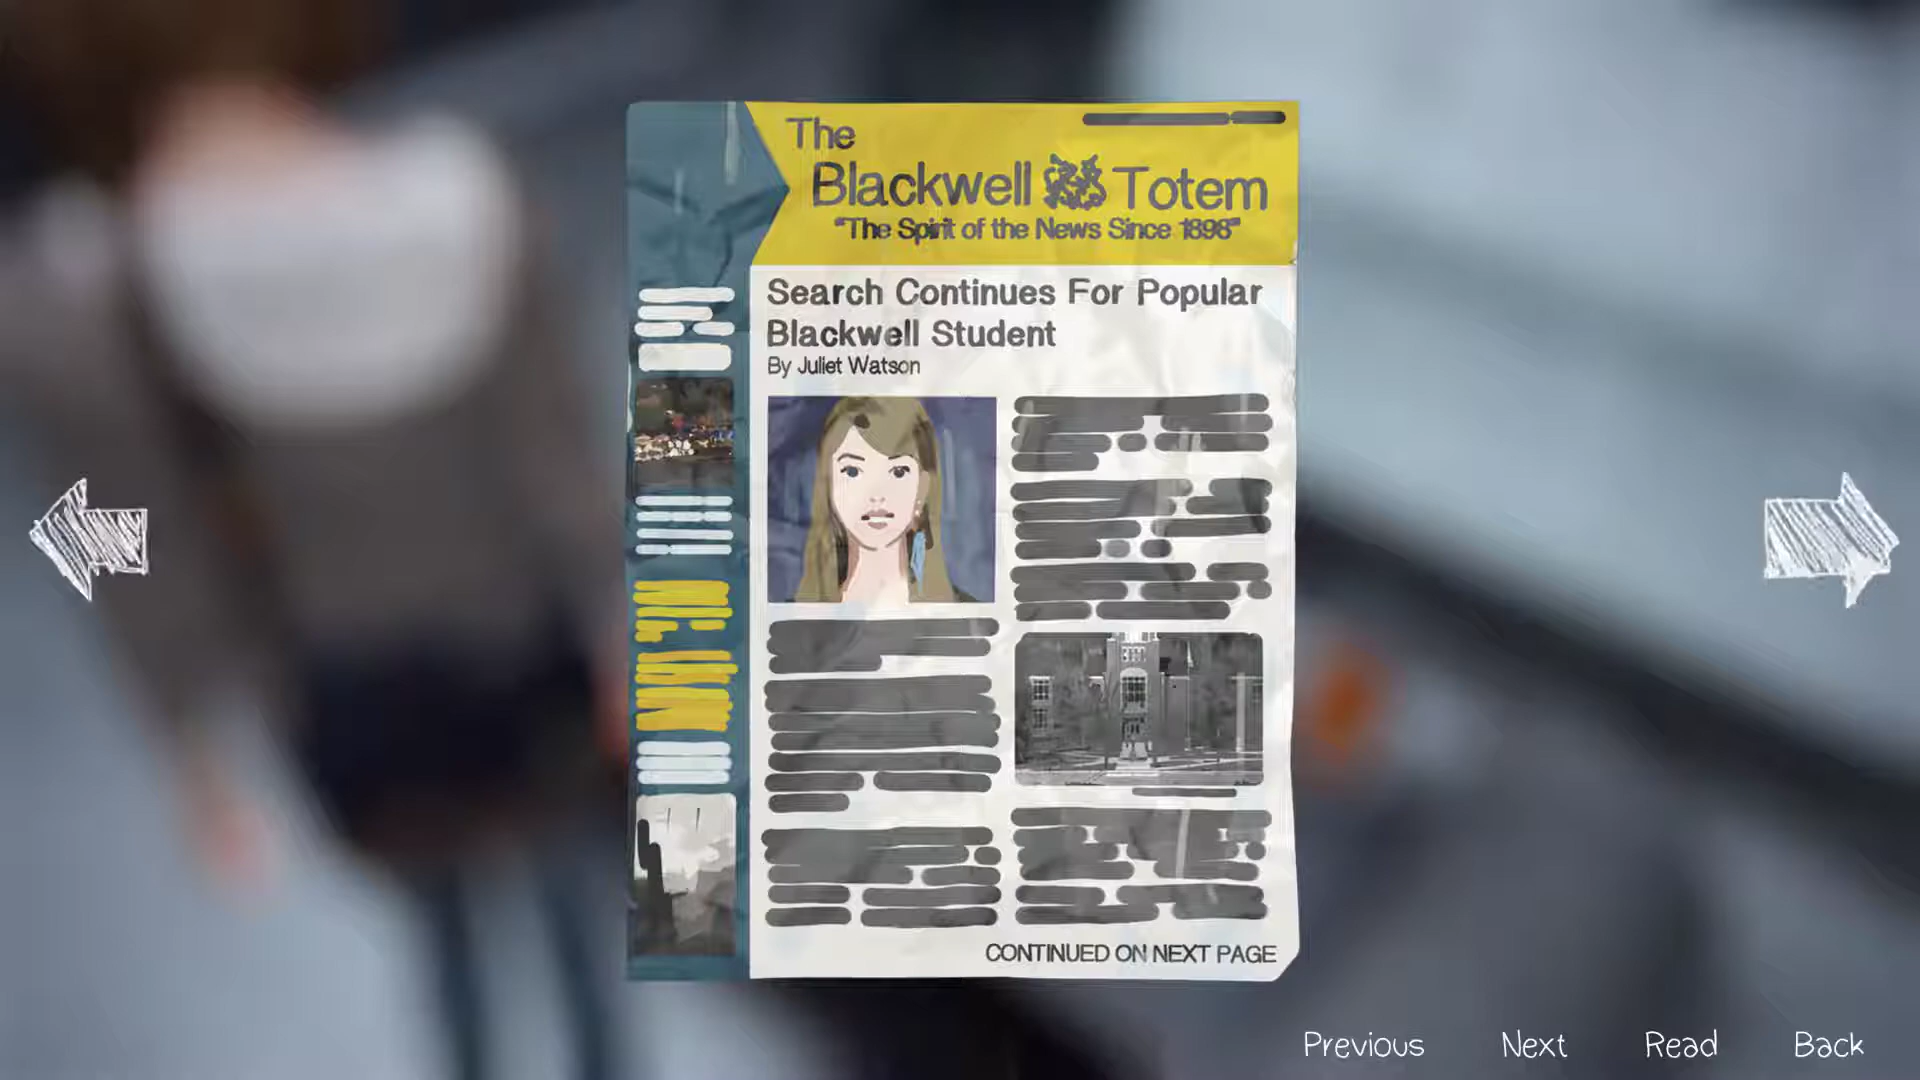 The
Blackwell Totem
"The Spirit of the News Since 1898"
Search Continues For Popular
Blackwell Student
By Juliet Watson
CONTINUED ON NEXT PAGE
Previous Next Read Back